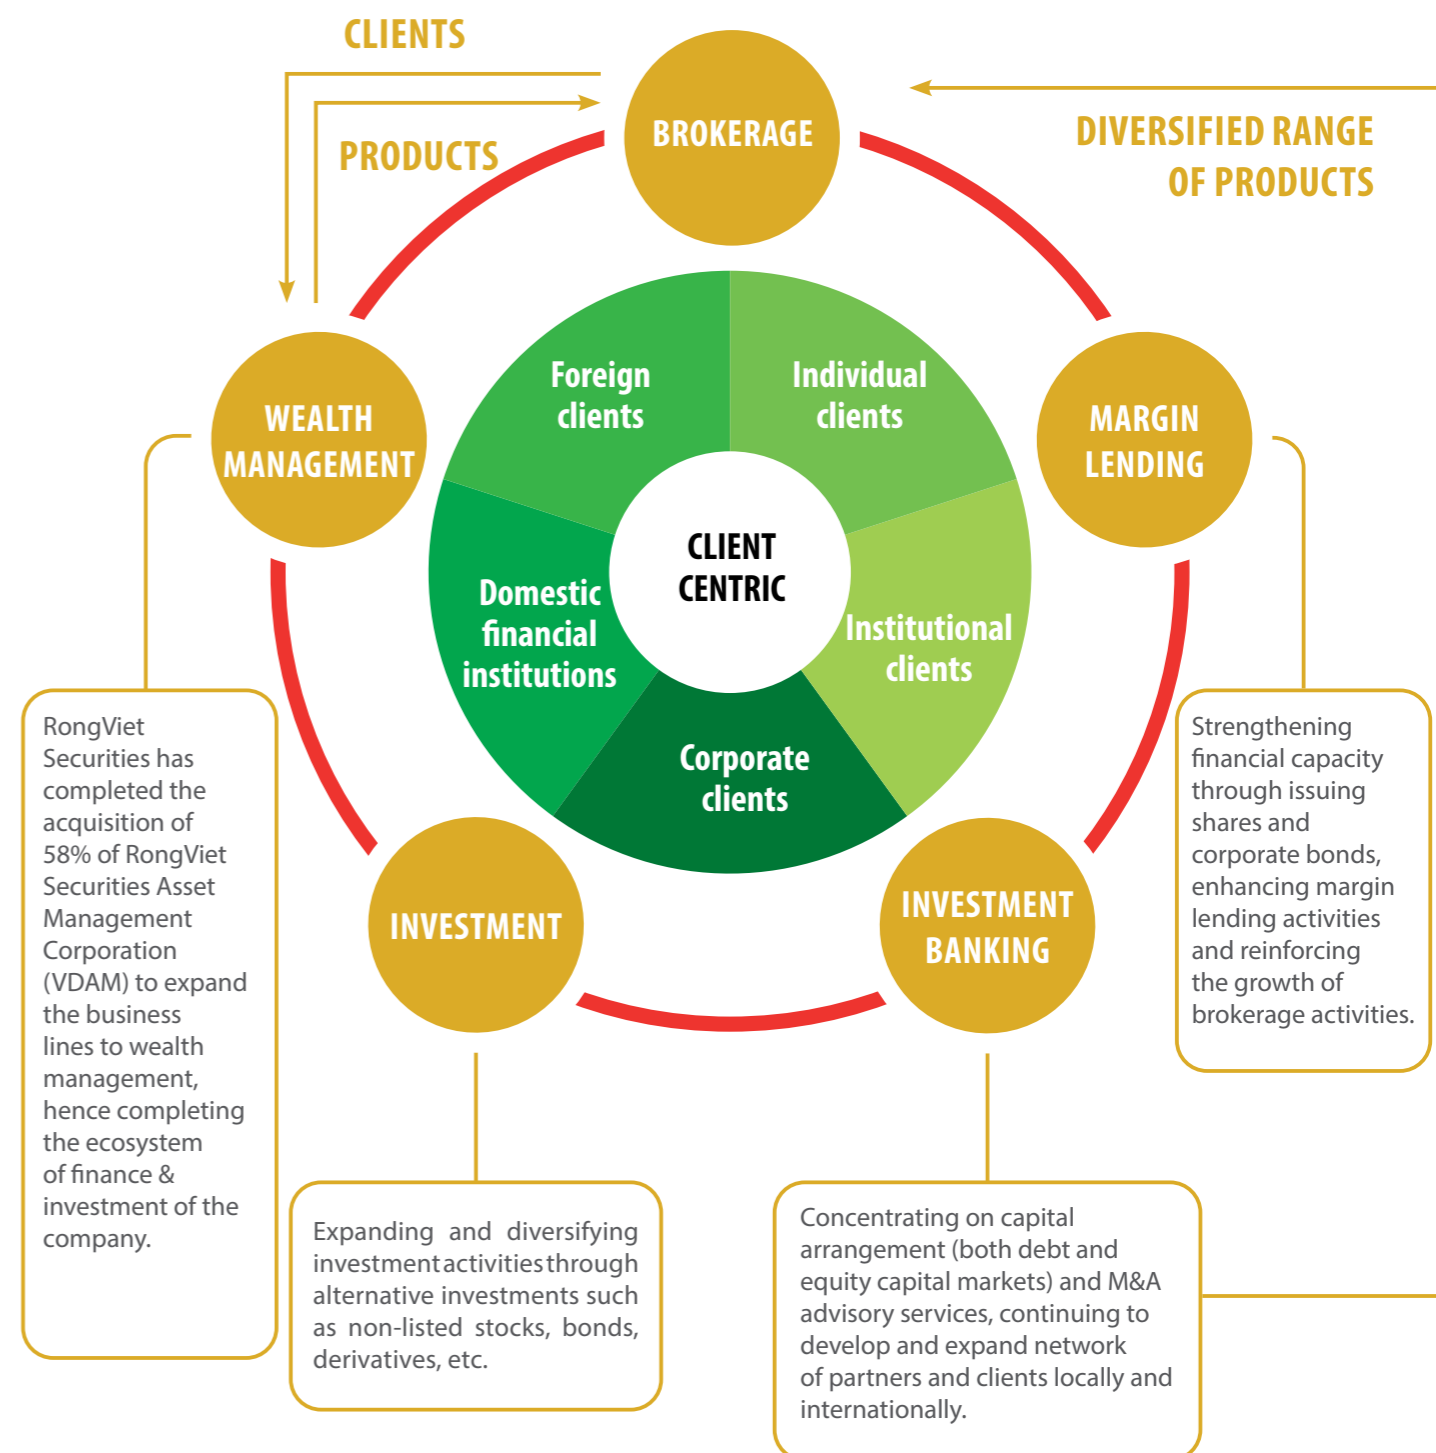 CLIENTS
PRODUCTS
BROKERAGE
DIVERSIFIED RANGE
OF PRODUCTS
WEALTH
MANAGEMENT
Foreign
clients
Individual
clients
MARGIN
LENDING
CLIENT
CENTRIC
Domestic
financial
institutions
Institutional
clients
Corporate
clients
INVESTMENT
INVESTMENT
BANKING
RongViet
Securities has
completed the
acquisition of
58% of RongViet
Securities Asset
Management
Corporation
(VDAM) to expand
the business
lines to wealth
management,
hence completing
the ecosystem
of finance &
investment of the
company.
Expanding and diversifying
investment activities through
alternative investments such
as non-listed stocks, bonds,
derivatives, etc.
Concentrating on capital
arrangement (both debt and
equity capital markets) and M&A
advisory services, continuing to
develop and expand network
of partners and clients locally and
internationally.
Strengthening
financial capacity
through issuing
shares and
corporate bonds,
enhancing margin
lending activities
and reinforcing
the growth of
brokerage activities.